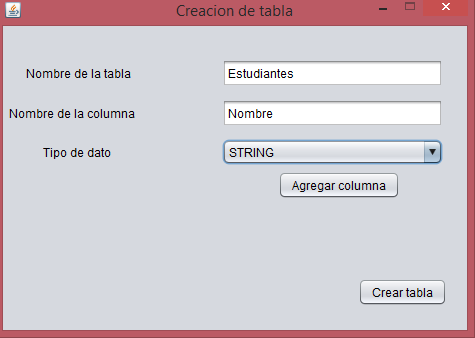 Creacion de tabla
Nombre de la tabla Estudiantes
Nombre de la columna Nombre
Tipo de dato STRING
Agregar columna
Crear tabla